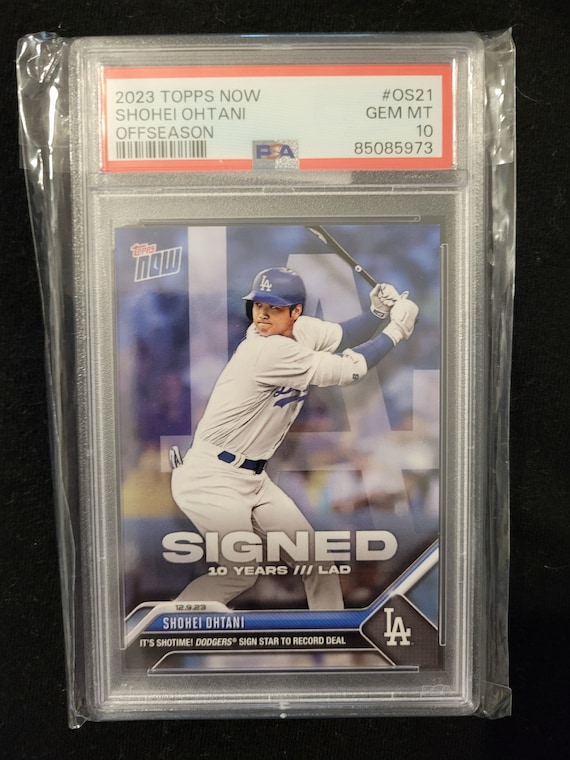 2023 TOPPS NOW #OS21
SHOHEI OHTANI GEM MT
OFFSEASON 10
PSA 85085973
Topps
NOW
LA
LA
SIGNED
10 YEARS /// LAD
12.9.23
SHOHEI OHTANI
LA
IT'S SHOTIME! DODGERS® SIGN STAR TO RECORD DEAL